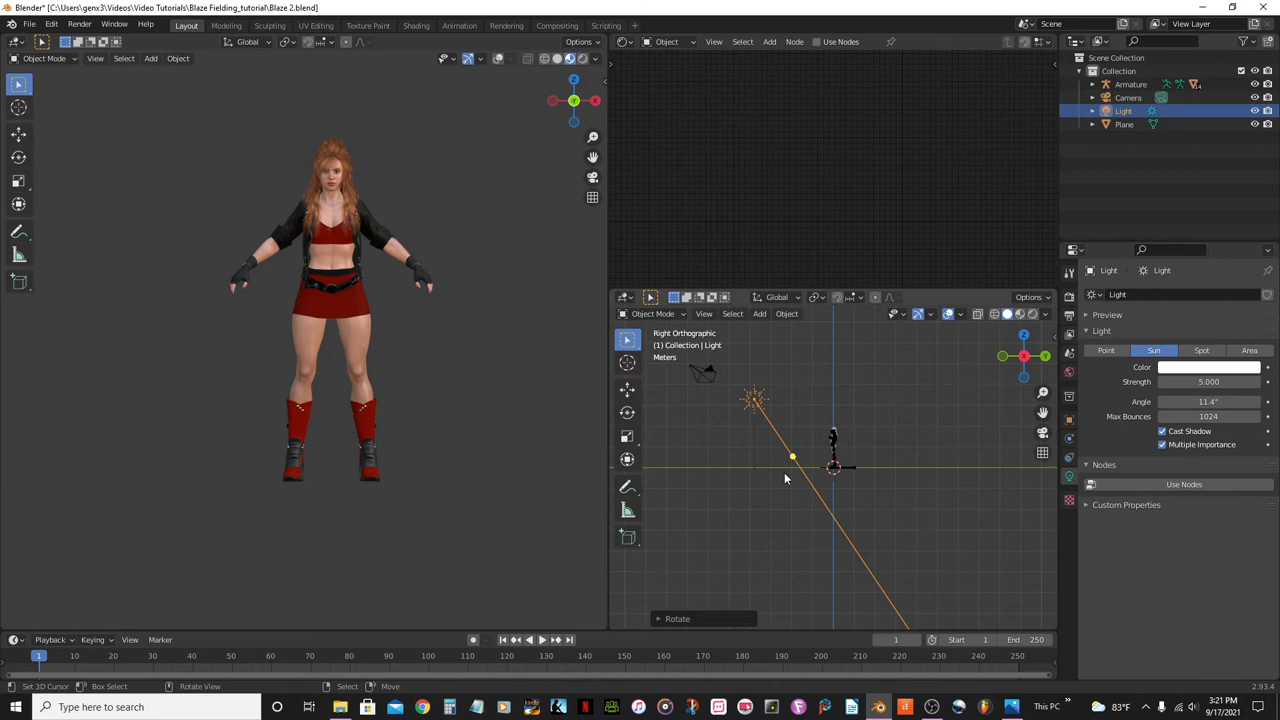 Blender* [C:\Users\genx3\Videos\Video Tutorials\Blaze Fielding_tutorial\Blaze 2.blend]
File Edit Render Window Help Layout Modeling Sculpting UV Editing Texture Paint Shading Animation Rendering Compositing Scripting Scene View Layer
Global Options
Object Mode View Select Add Object
Z
Y
X
Object View Select Add Node Use Nodes
Global Options
Object Mode View Select Add Object
Right Orthographic
(1) Collection | Light
Meters
Z
X
Y
Rotate
Scene Collection
Collection
Armature 14
Camera
Light
Plane
Light Light
Light
Preview
Light
Point Sun Spot Area
Color
Strength 5.000
Angle 11.4°
Max Bounces 1024
Cast Shadow
Multiple Importance
Nodes
Use Nodes
Custom Properties
Playback Keying View Marker 1 Start 1 End 250
1 10 20 30 40 50 60 70 80 90 100 110 120 130 140 150 160 170 180 190 200 210 220 230 240 250
Set 3D Cursor Box Select Rotate View Select Move 2.93.4
Type here to search This PC 83°F 3:21 PM
9/17/2021